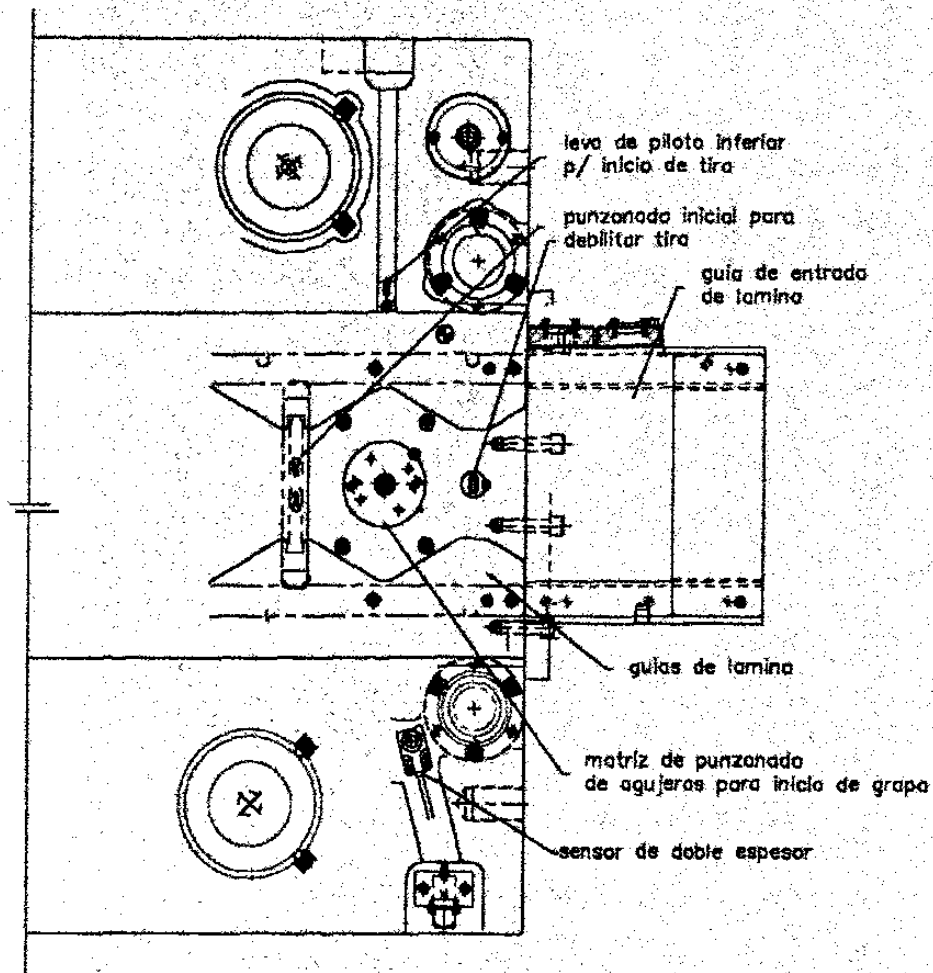 leva de piloto inferior
p/ inicio de tira
punzonado inicial para
debilitar tira
guia de entrada
de lamina
guias de lamina
matriz de punzonado
de agujeros para inicio de grapa
sensor de doble espesor